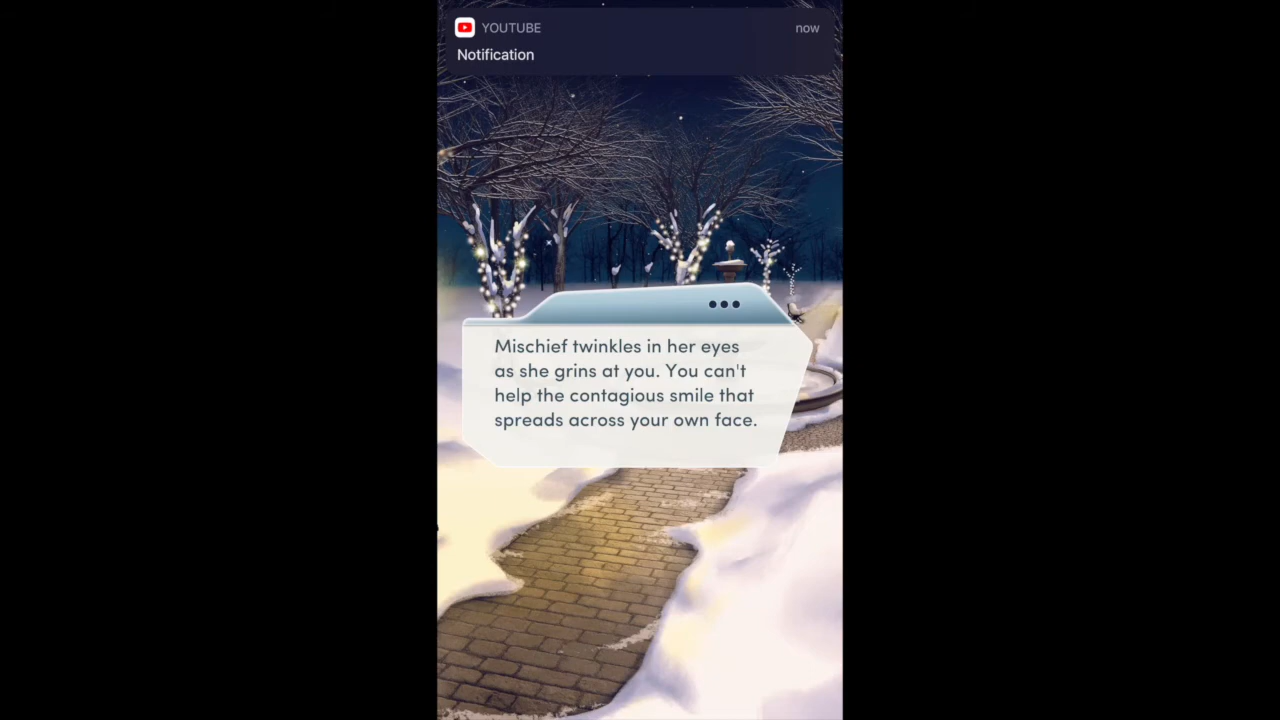 YOUTUBE now
Notification
Mischief twinkles in her eyes
as she grins at you. You can't
help the contagious smile that
spreads across your own face.